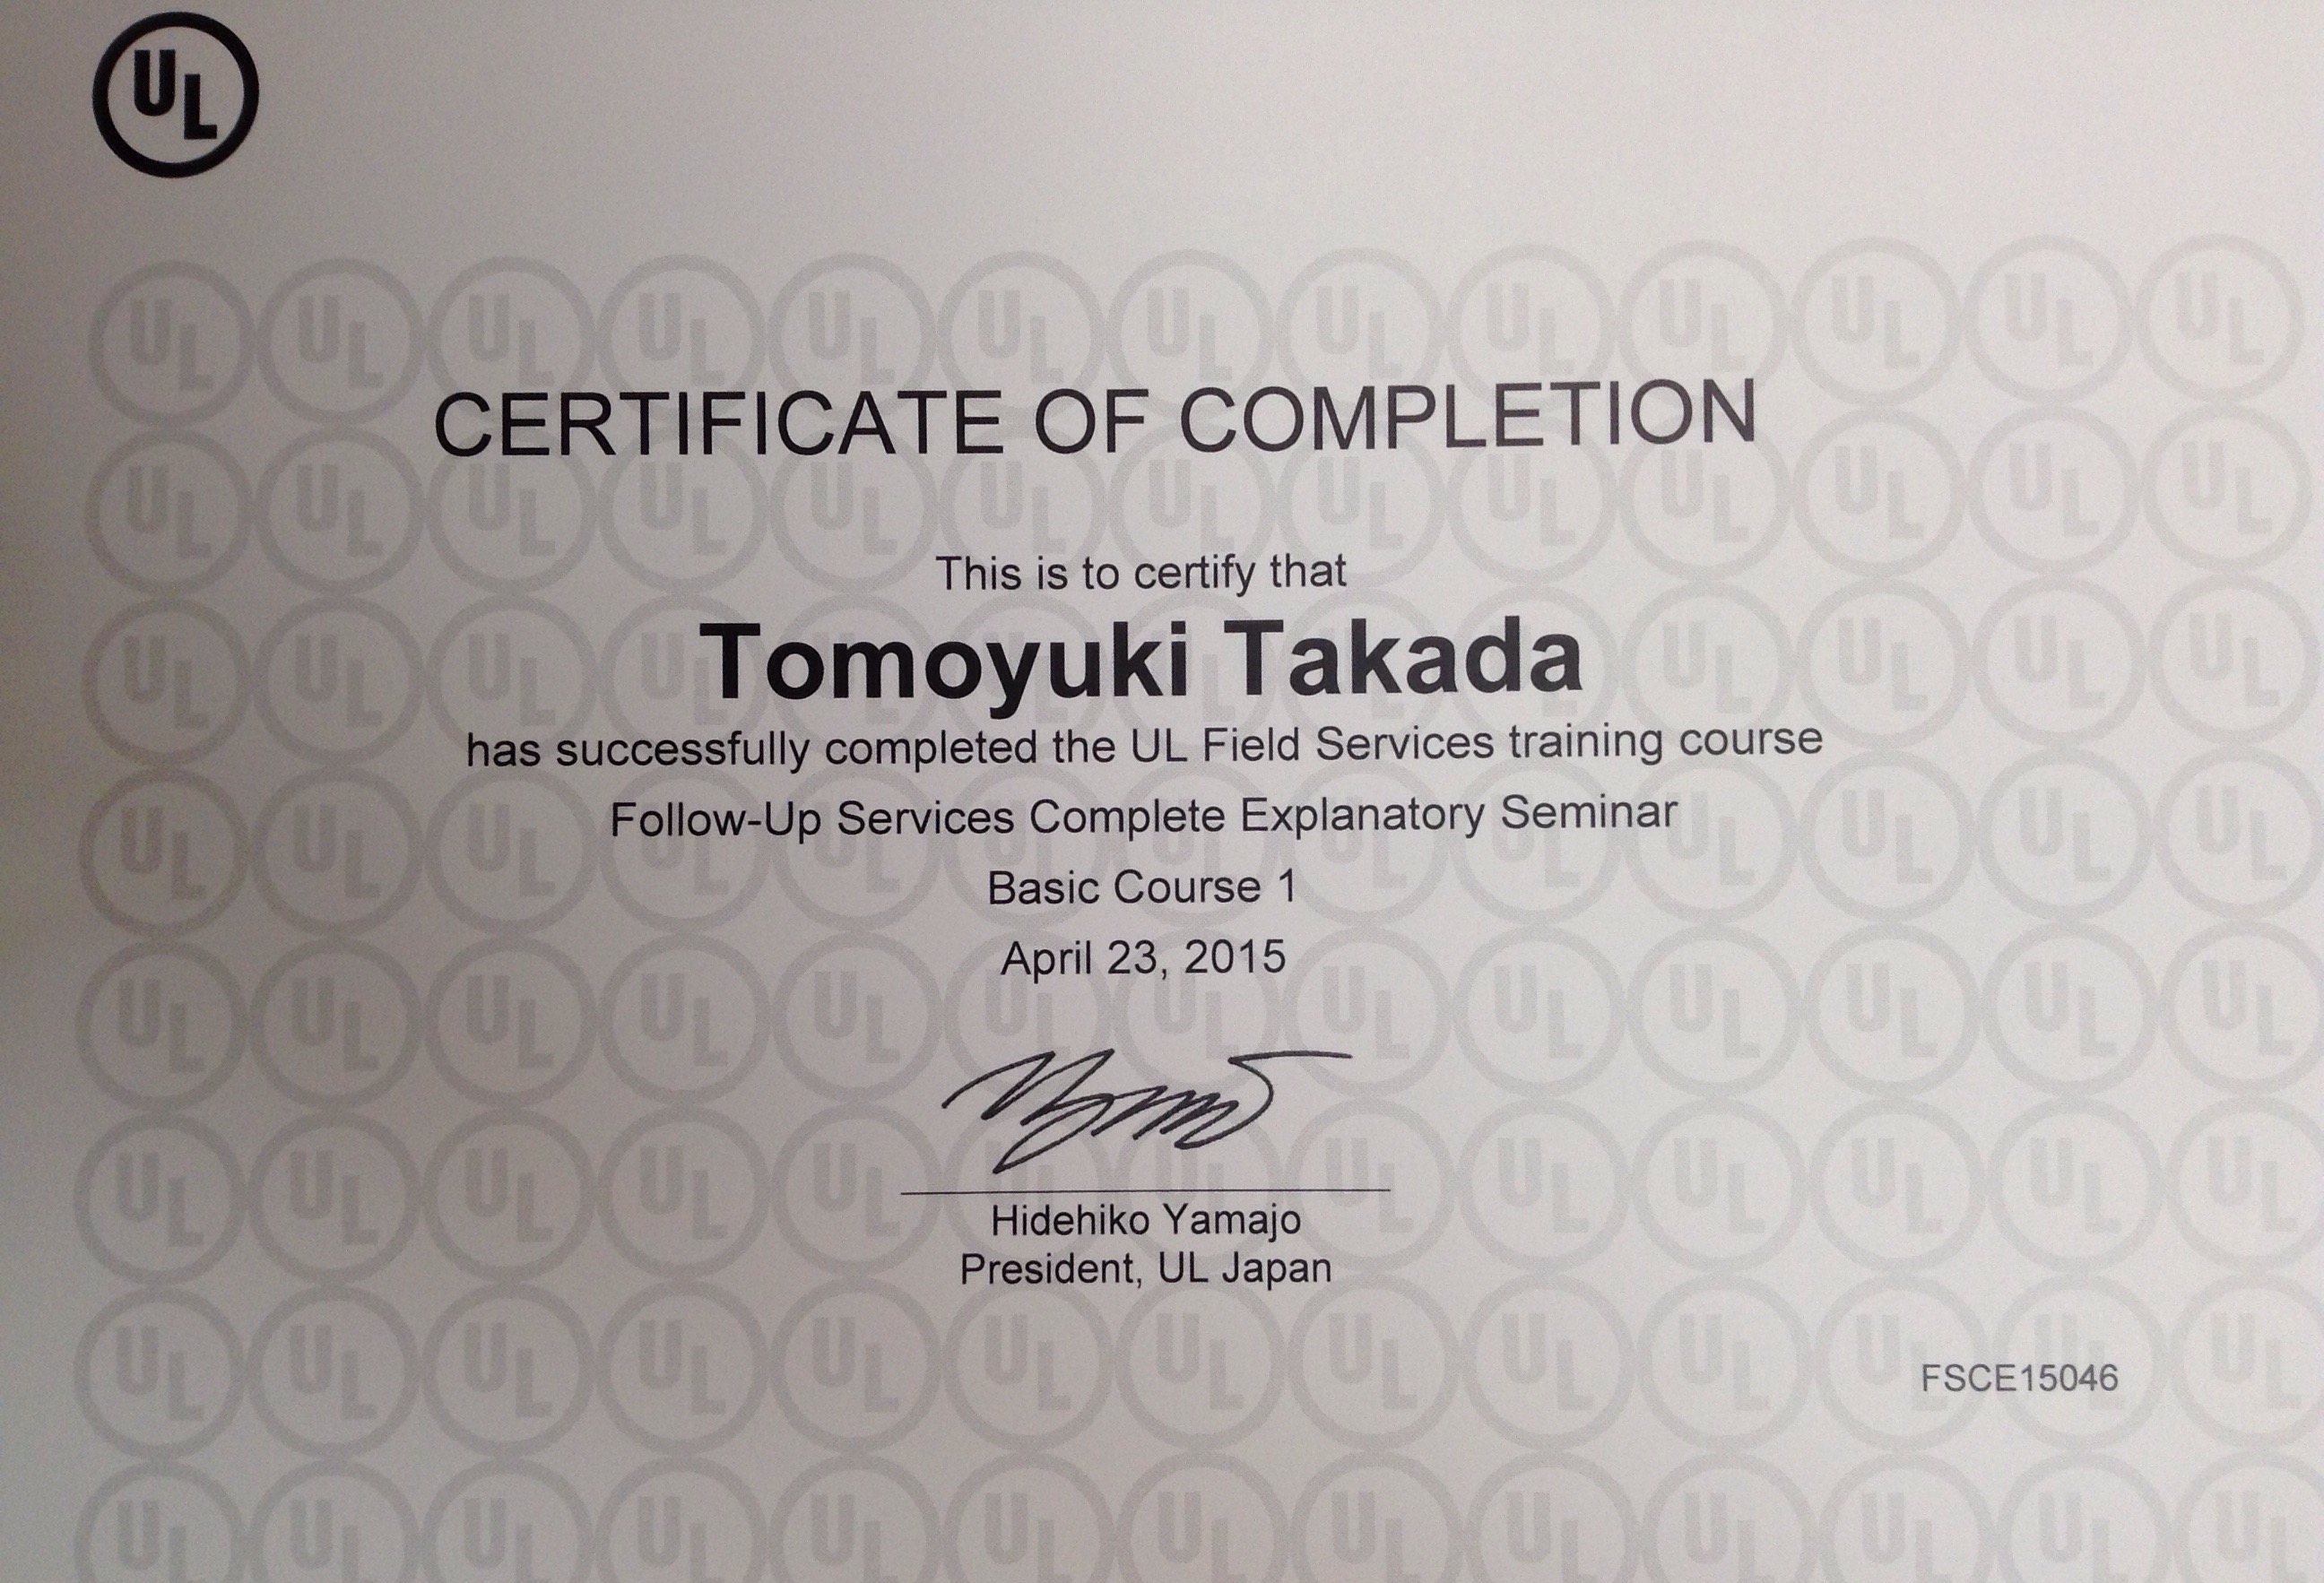 UL
CERTIFICATE OF COMPLETION
This is to certify that
Tomoyuki Takada
has successfully completed the UL Field Services training course
Follow-Up Services Complete Explanatory Seminar
Basic Course 1
April 23, 2015
Hidehiko Yamajo
President, UL Japan
FSCE15046